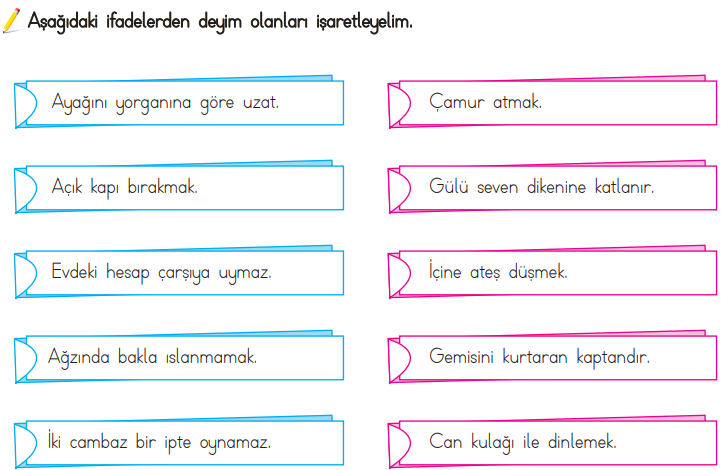 Aşağıdaki ifadelerden deyim olanları işaretleyelim.
Ayağını yorganına göre uzat.
Çamur atmak.
Açık kapı bırakmak.
Gülü seven dikenine katlanır.
Evdeki hesap çarşıya uymaz.
İçine ateş düşmek.
Ağzında bakla ıslanmamak.
Gemisini kurtaran kaptandır.
İki cambaz bir ipte oynamaz.
Can kulağı ile dinlemek.